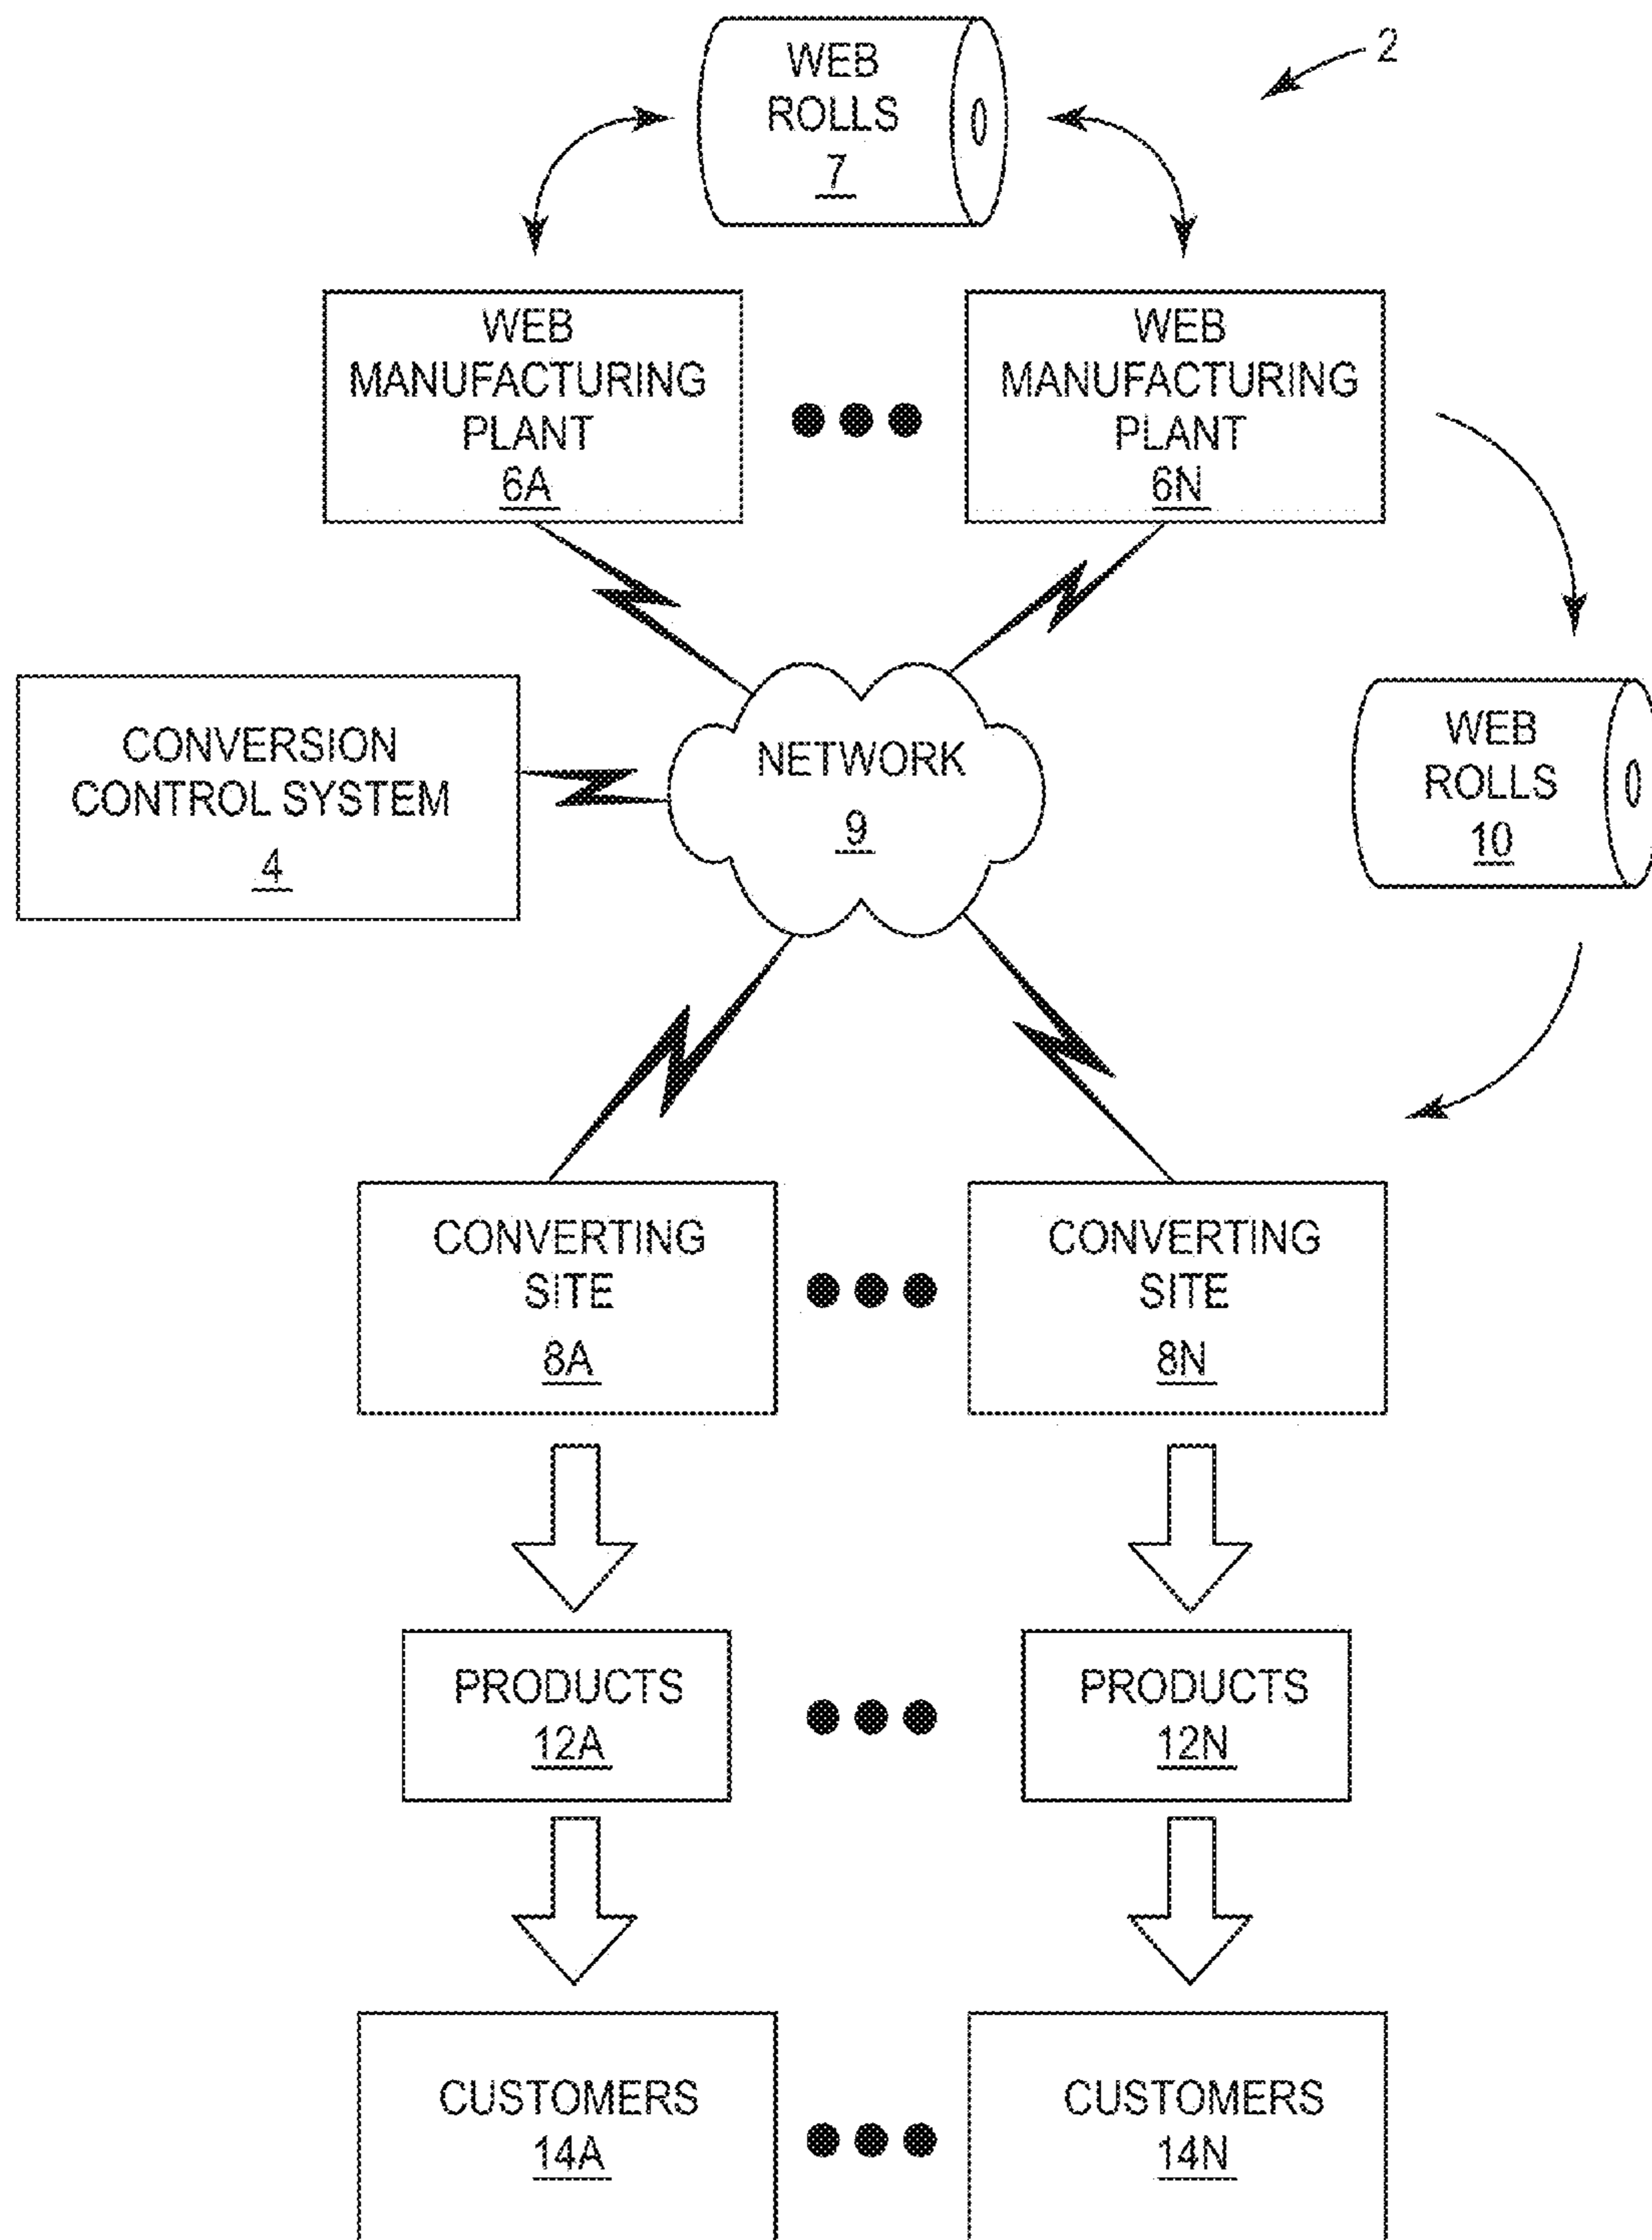 2
WEB
ROLLS
7
WEB
MANUFACTURING
PLANT
6A
WEB
MANUFACTURING
PLANT
6N
CONVERSION
CONTROL SYSTEM
4
NETWORK
9
WEB
ROLLS
10
CONVERTING
SITE
8A
CONVERTING
SITE
8N
PRODUCTS
12A
PRODUCTS
12N
CUSTOMERS
14A
CUSTOMERS
14N